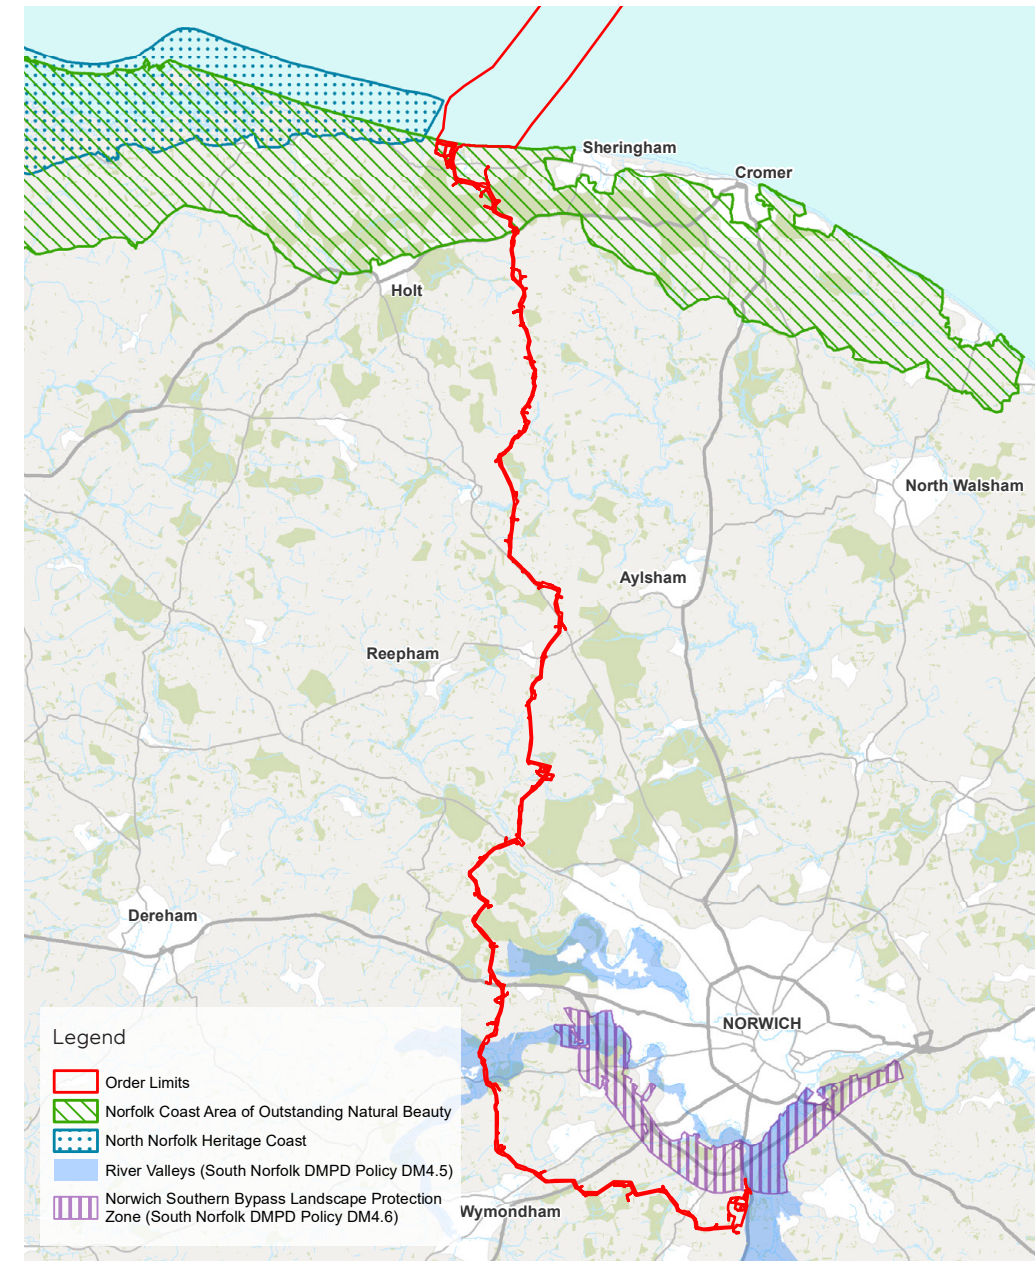 Sheringham
Cromer
Holt
North Walsham
Aylsham
Reepham
Dereham
NORWICH
Wymondham
Legend
Order Limits
Norfolk Coast Area of Outstanding Natural Beauty
North Norfolk Heritage Coast
River Valleys (South Norfolk DMPD Policy DM4.5)
Norwich Southern Bypass Landscape Protection
Zone (South Norfolk DMPD Policy DM4.6)